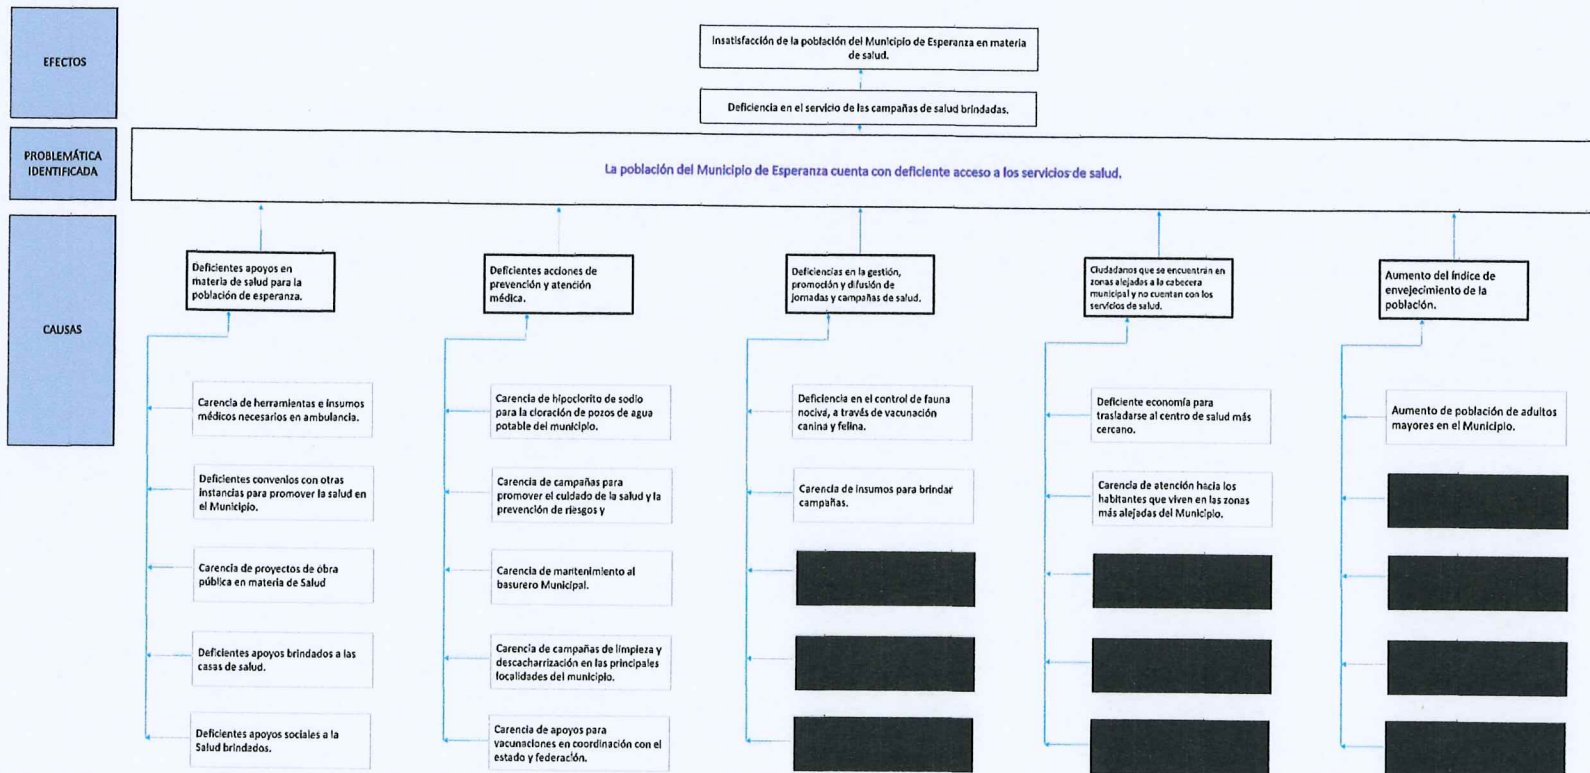 EFECTOS
Insatisfacción de la población del Municipio de Esperanza en materia
de salud.
Deficiencia en el servicio de las campañas de salud brindadas.
PROBLEMÁTICA
IDENTIFICADA
La población del Municipio de Esperanza cuenta con deficiente acceso a los servicios de salud.
CAUSAS
Deficientes apoyos en
materia de salud para la
población de esperanza.
Carencia de herramientas e insumos
médicos necesarios en ambulancia.
Deficientes convenios con otras
instancias para promover la salud en
el Municipio.
Carencia de proyectos de obra
pública en materia de Salud
Deficientes apoyos brindados a las
casas de salud.
Deficientes apoyos sociales a la
Salud brindados.
Deficientes acciones de
prevención y atención
médica.
Carencia de hipoclorito de sodio
para la cloración de pozos de agua
potable del municipio.
Carencia de campañas para
promover el cuidado de la salud y la
prevención de riesgos y
Carencia de mantenimiento al
basurero Municipal.
Carencia de campañas de limpieza y
descacharrización en las principales
localidades del municipio.
Carencia de apoyos para
vacunaciones en coordinación con el
estado y federación.
Deficiencias en la gestión,
promoción y difusión de
jornadas y campañas de salud.
Deficiencia en el control de fauna
nociva, a través de vacunación
canina y felina.
Carencia de insumos para brindar
campañas.
Ciudadanos que se encuentran en
zonas alejadas a la cabecera
municipal y no cuentan con los
servicios de salud.
Deficiente economía para
trasladarse al centro de salud más
cercano.
Carencia de atención hacia los
habitantes que viven en las zonas
más alejadas del Municipio.
Aumento del índice de
envejecimiento de la
población.
Aumento de población de adultos
mayores en el Municipio.